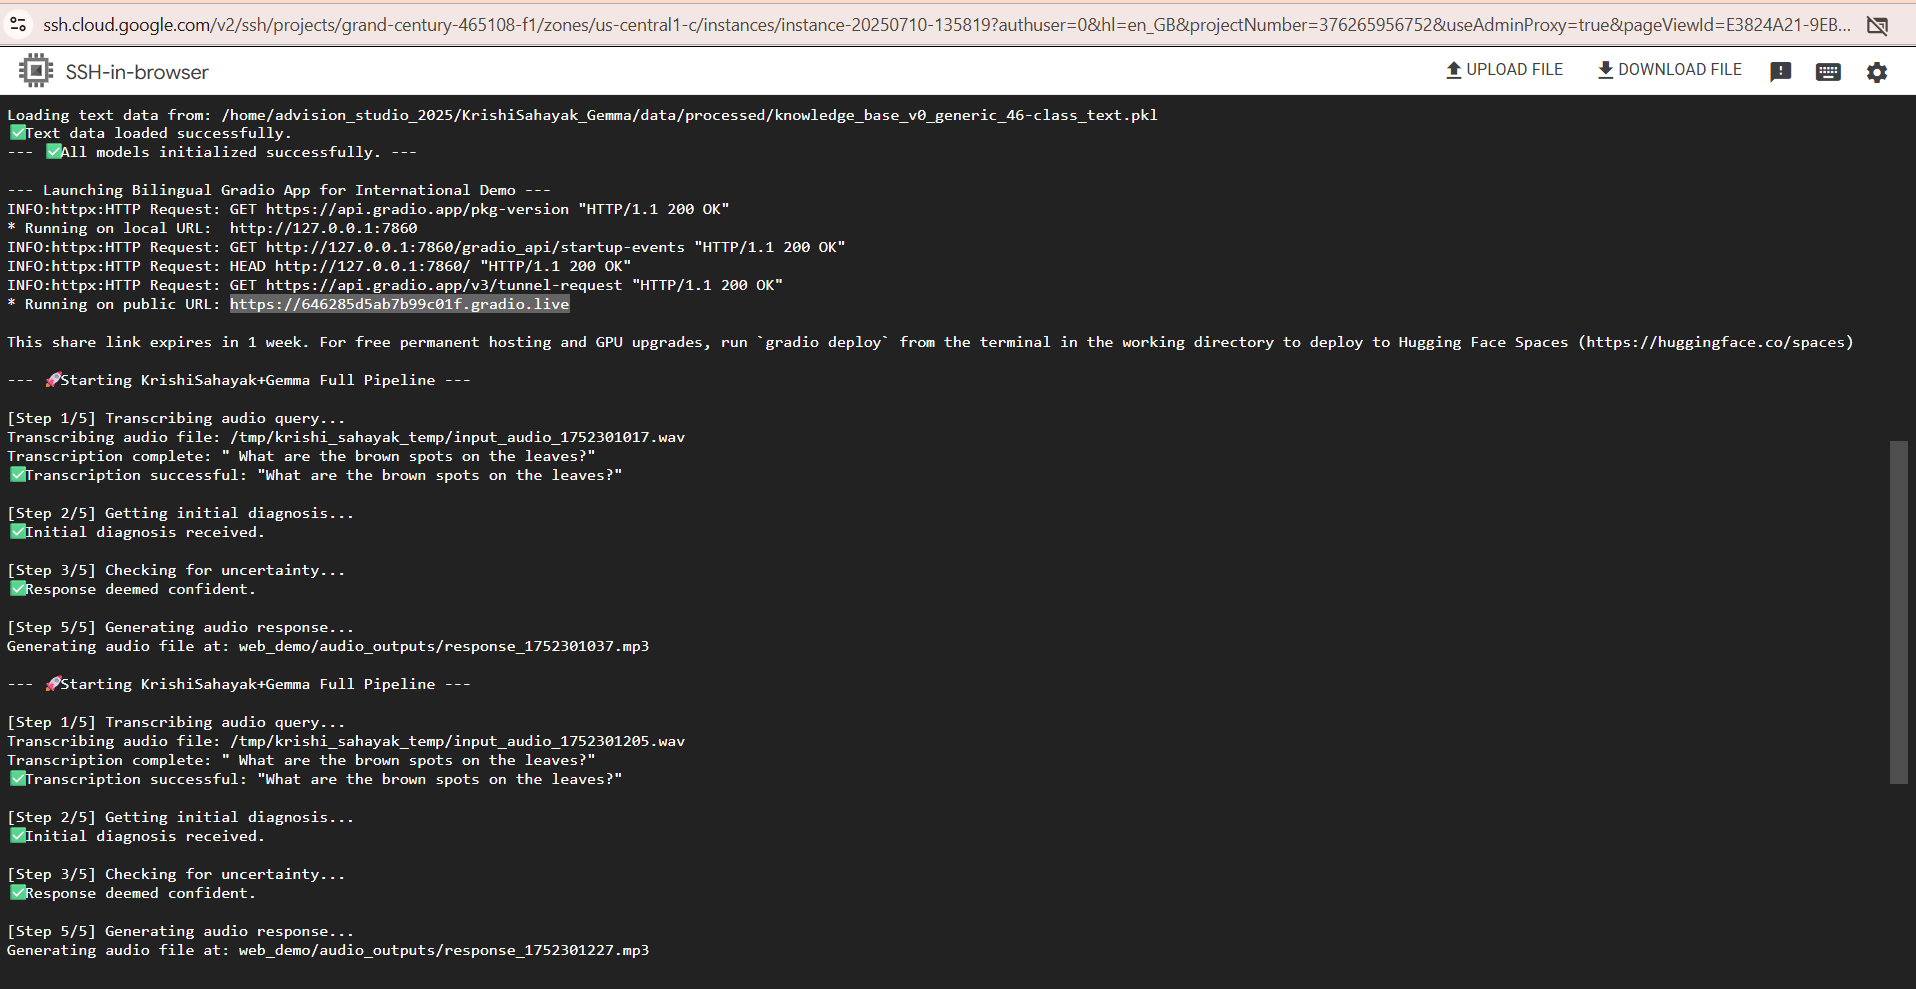 ssh.cloud.google.com/v2/ssh/projects/grand-century-465108-f1/zones/us-central1-c/instances/instance-20250710-135819?authuser=0&hl=en_GB&projectNumber=376265956752&useAdminProxy=true&pageViewId=E3824A21-9EB...
SSH-in-browser
UPLOAD FILE
DOWNLOAD FILE
Loading text data from: /home/advision_studio_2025/KrishiSahayak_Gemma/data/processed/knowledge_base_v0_generic_46-class_text.pkl
✅Text data loaded successfully.
--- ✅All models initialized successfully. ---
--- Launching Bilingual Gradio App for International Demo ---
INFO:httpx:HTTP Request: GET https://api.gradio.app/pkg-version "HTTP/1.1 200 OK"
* Running on local URL:  http://127.0.0.1:7860
INFO:httpx:HTTP Request: GET http://127.0.0.1:7860/gradio_api/startup-events "HTTP/1.1 200 OK"
INFO:httpx:HTTP Request: HEAD http://127.0.0.1:7860/ "HTTP/1.1 200 OK"
INFO:httpx:HTTP Request: GET https://api.gradio.app/v3/tunnel-request "HTTP/1.1 200 OK"
* Running on public URL: https://646285d5ab7b99c01f.gradio.live
This share link expires in 1 week. For free permanent hosting and GPU upgrades, run `gradio deploy` from the terminal in the working directory to deploy to Hugging Face Spaces (https://huggingface.co/spaces)
--- 🚀Starting KrishiSahayak+Gemma Full Pipeline ---
[Step 1/5] Transcribing audio query...
Transcribing audio file: /tmp/krishi_sahayak_temp/input_audio_1752301017.wav
Transcription complete: " What are the brown spots on the leaves?"
✅Transcription successful: "What are the brown spots on the leaves?"
[Step 2/5] Getting initial diagnosis...
✅Initial diagnosis received.
[Step 3/5] Checking for uncertainty...
✅Response deemed confident.
[Step 5/5] Generating audio response...
Generating audio file at: web_demo/audio_outputs/response_1752301037.mp3
--- 🚀Starting KrishiSahayak+Gemma Full Pipeline ---
[Step 1/5] Transcribing audio query...
Transcribing audio file: /tmp/krishi_sahayak_temp/input_audio_1752301205.wav
Transcription complete: " What are the brown spots on the leaves?"
✅Transcription successful: "What are the brown spots on the leaves?"
[Step 2/5] Getting initial diagnosis...
✅Initial diagnosis received.
[Step 3/5] Checking for uncertainty...
✅Response deemed confident.
[Step 5/5] Generating audio response...
Generating audio file at: web_demo/audio_outputs/response_1752301227.mp3